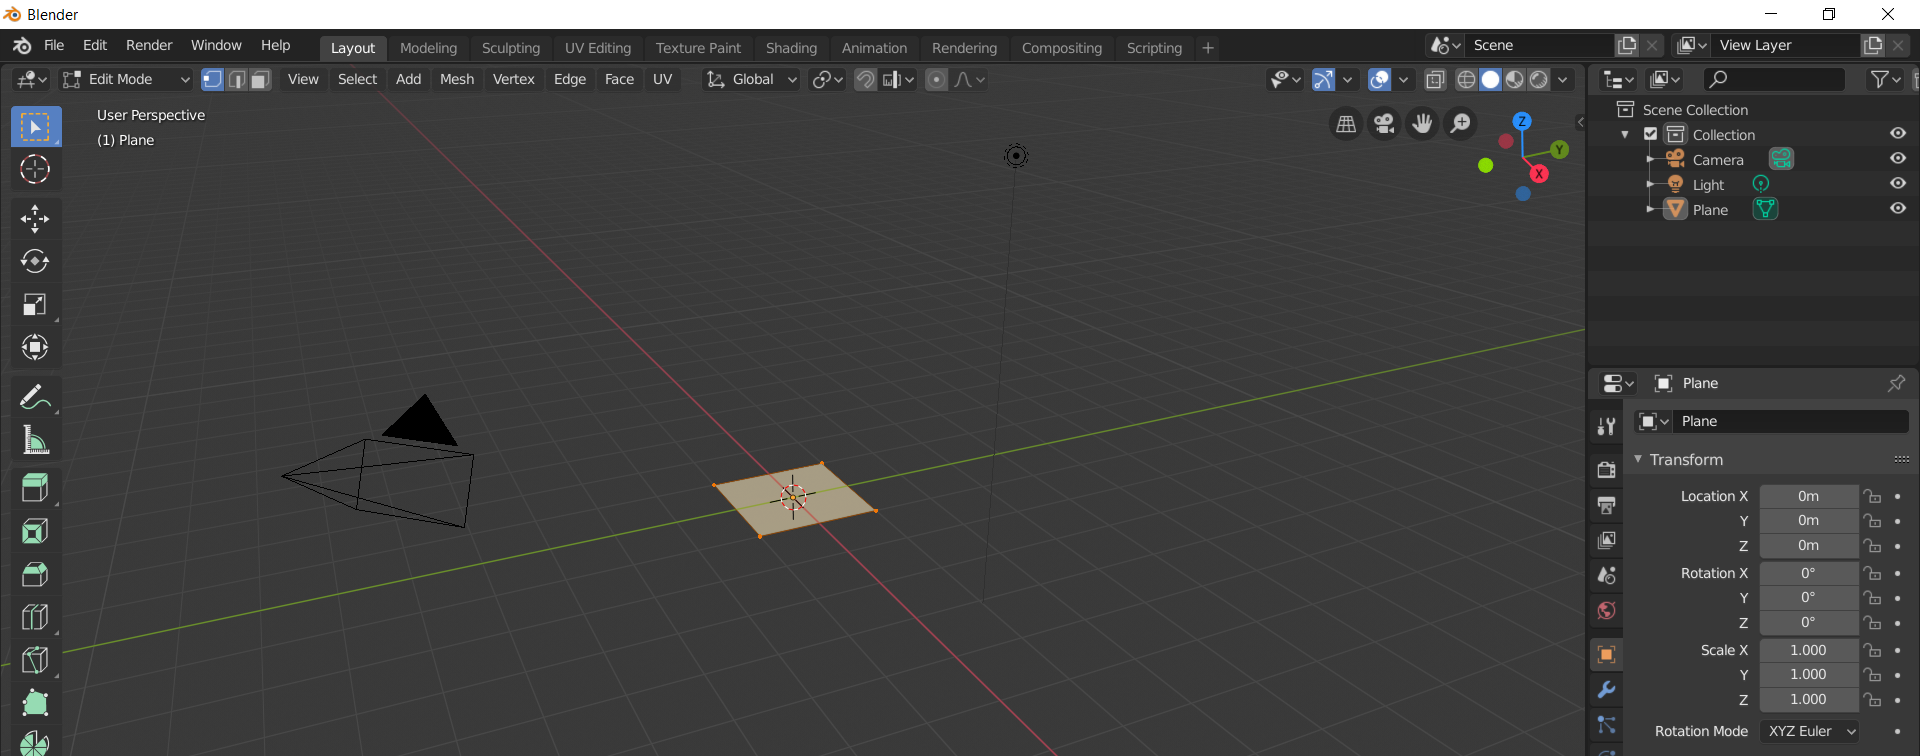 Blender
File Edit Render Window Help Layout Modeling Sculpting UV Editing Texture Paint Shading Animation Rendering Compositing Scripting + Scene View Layer
Edit Mode View Select Add Mesh Vertex Edge Face UV Global
User Perspective
(1) Plane
Z
Y
X
Scene Collection
Collection
Camera
Light
Plane
Plane
Plane
Transform
Location X 0m
Y 0m
Z 0m
Rotation X 0°
Y 0°
Z 0°
Scale X 1.000
Y 1.000
Z 1.000
Rotation Mode XYZ Euler